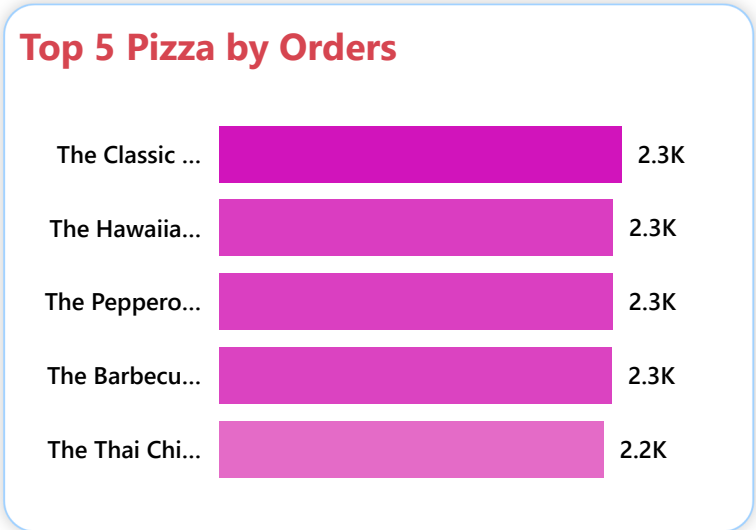 Top 5 Pizza by Orders
The Classic ... 2.3K
The Hawaiia... 2.3K
The Peppero... 2.3K
The Barbecu... 2.3K
The Thai Chi... 2.2K